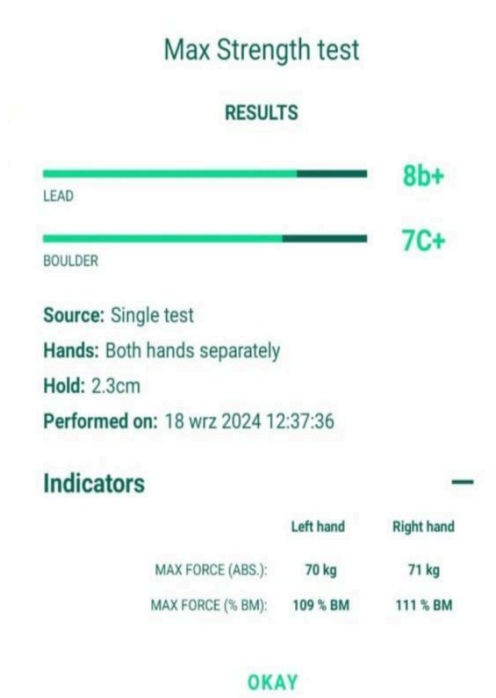 Max Strength test
RESULTS
8b+
LEAD
7C+
BOULDER
Source: Single test
Hands: Both hands separately
Hold: 2.3cm
Performed on: 18 wrz 2024 12:37:36
Indicators
Left hand Right hand
MAX FORCE (ABS.): 70 kg 71 kg
MAX FORCE (% BM): 109 % BM 111 % BM
OKAY